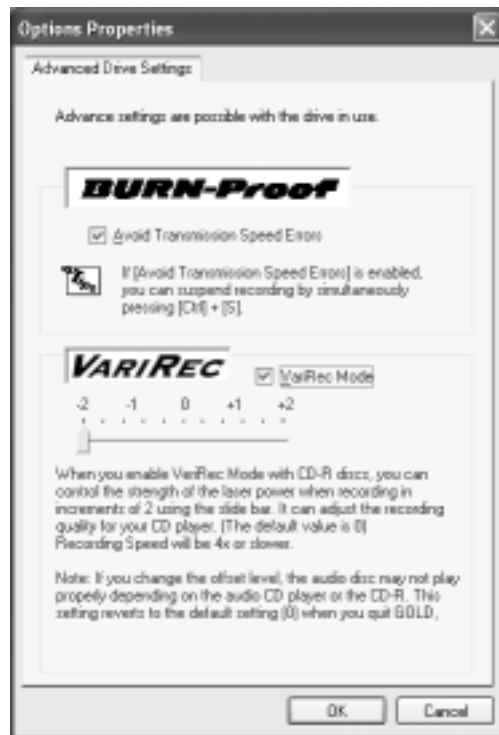 Options Properties
Advanced Drive Settings
Advance settings are possible with the drive in use.
BURN-Proof
Avoid Transmission Speed Errors
If [Avoid Transmission Speed Errors] is enabled,
you can suspend recording by simultaneously
pressing [Ctrl] + [S].
VARIREC
VariRec Mode
-2 -1 0 +1 +2
When you enable VariRec Mode with CD-R discs, you can
control the strength of the laser power when recording in
increments of 2 using the slide bar. It can adjust the recording
quality for your CD player. (The default value is 0)
Recording Speed will be 4x or slower.
Note: If you change the offset level, the audio disc may not play
properly depending on the audio CD player or the CD-R. This
setting reverts to the default setting (0) when you quit GOLD,
OK Cancel